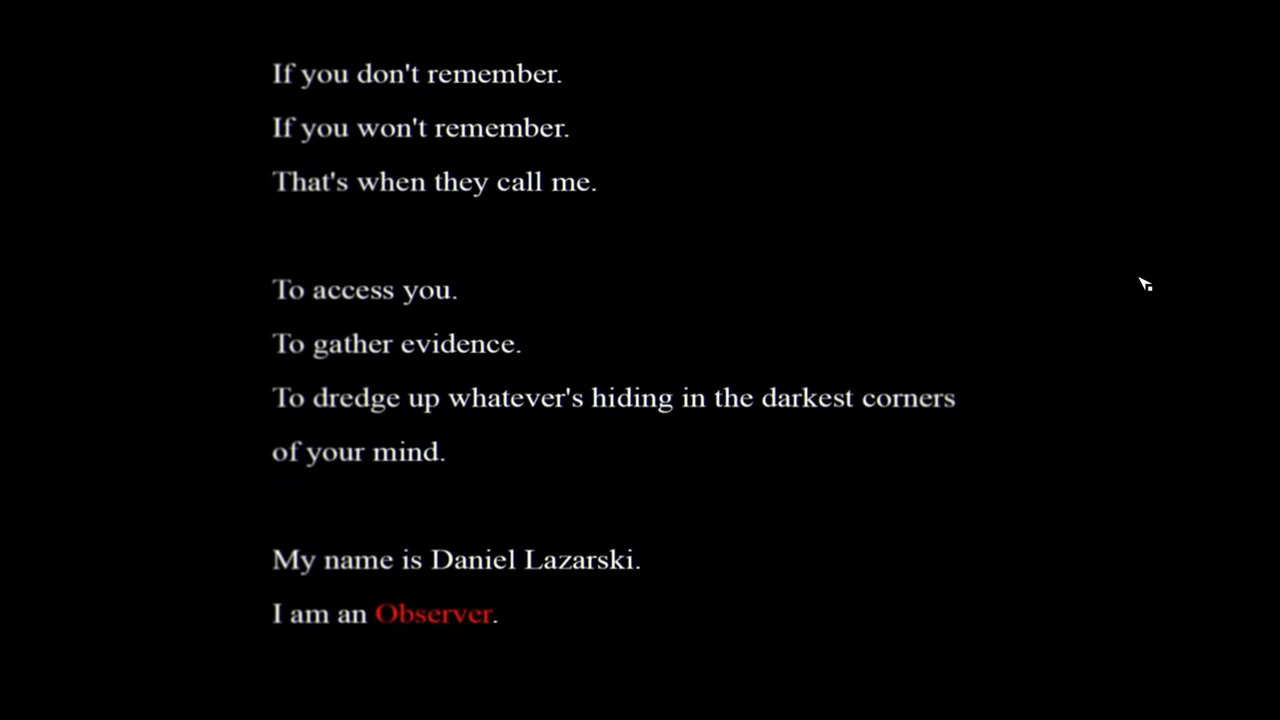 If you don't remember.
If you won't remember.
That's when they call me.
To access you.
To gather evidence.
To dredge up whatever's hiding in the darkest corners
of your mind.
My name is Daniel Lazarski.
I am an Observer.